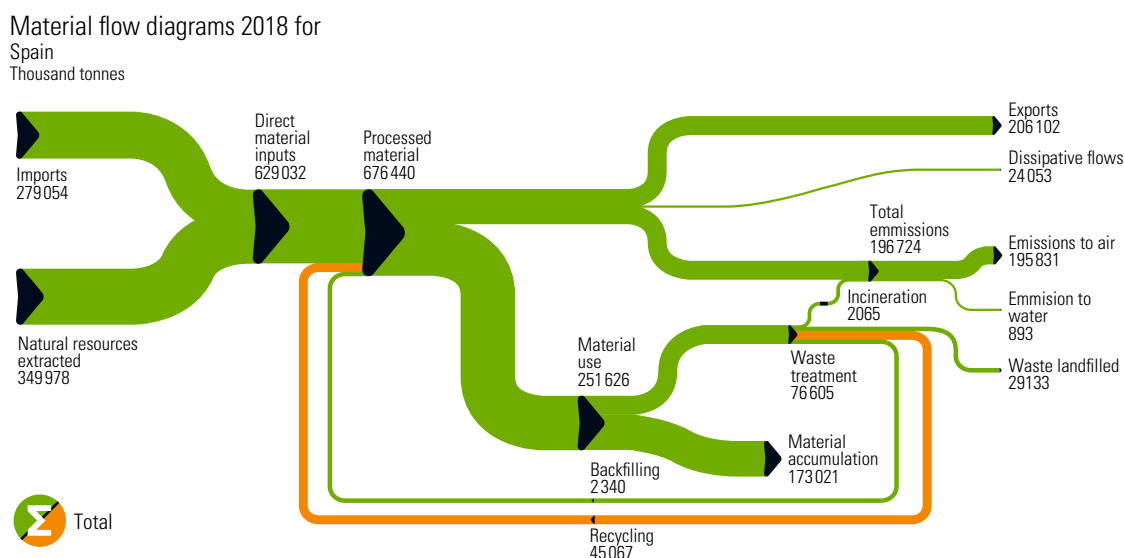 Material flow diagrams 2018 for
Spain
Thousand tonnes
Imports
279 054
Natural resources
extracted
349 978
Direct
material
inputs
629 032
Processed
material
676 440
Exports
206 102
Dissipative flows
24 053
Total
emmissions
196 724
Emissions to air
195 831
Incineration
2065
Emmision to
water
893
Material
use
251 626
Waste
treatment
76 605
Waste landfilled
29133
Material
accumulation
173 021
Backfilling
2 340
Recycling
45 067
Σ Total